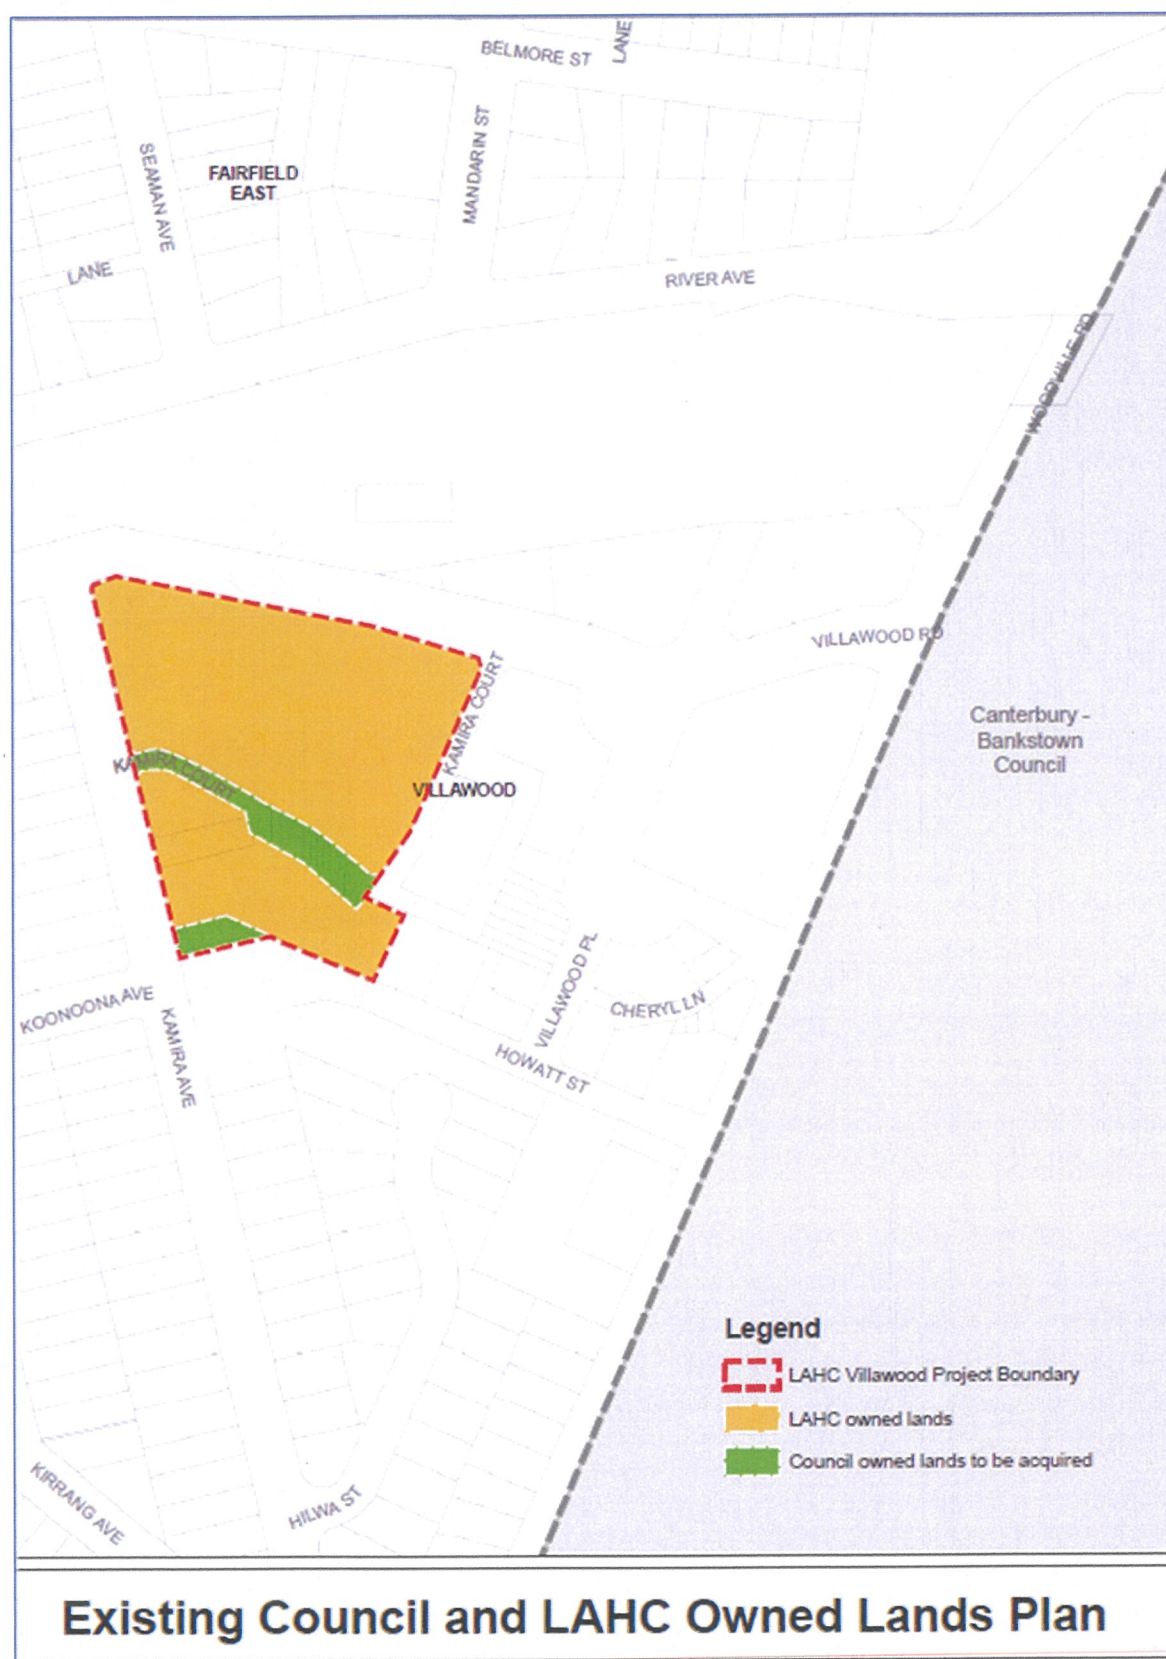 BELMORE ST
LANE
MANDARIN ST
SEAMAN AVE
FAIRFIELD
EAST
LANE
RIVER AVE
WOODVILLE RD
VILLAWOOD RD
KAMIRA COURT
Canterbury -
Bankstown
Council
KAMIRA COURT
VILLAWOOD
VILLAWOOD PL
CHERYL LN
KOONOONA AVE
KAMIRA AVE
HOWATT ST
Legend
LAHC Villawood Project Boundary
LAHC owned lands
Council owned lands to be acquired
KIRRANG AVE
HILWA ST
Existing Council and LAHC Owned Lands Plan